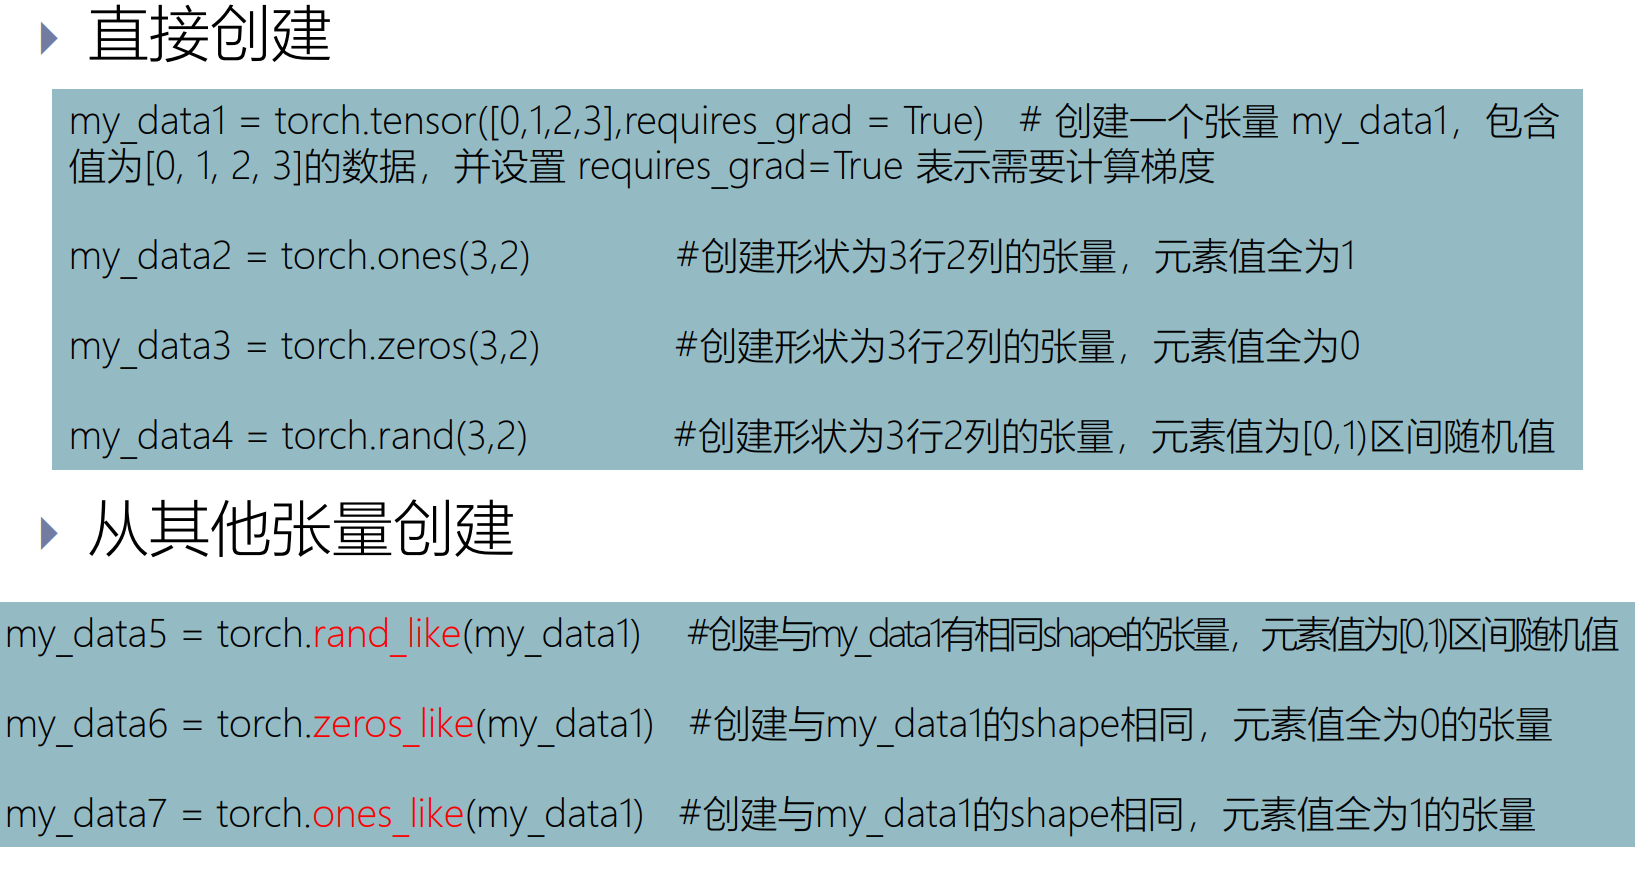 直接创建
my_data1 = torch.tensor([0,1,2,3],requires_grad = True) # 创建一个张量 my_data1，包含
值为[0, 1, 2, 3]的数据，并设置 requires_grad=True 表示需要计算梯度
my_data2 = torch.ones(3,2) #创建形状为3行2列的张量，元素值全为1
my_data3 = torch.zeros(3,2) #创建形状为3行2列的张量，元素值全为0
my_data4 = torch.rand(3,2) #创建形状为3行2列的张量，元素值为[0,1)区间随机值
从其他张量创建
my_data5 = torch.rand_like(my_data1) #创建与my_data1有相同shape的张量，元素值为[0,1)区间随机值
my_data6 = torch.zeros_like(my_data1) #创建与my_data1的shape相同，元素值全为0的张量
my_data7 = torch.ones_like(my_data1) #创建与my_data1的shape相同，元素值全为1的张量